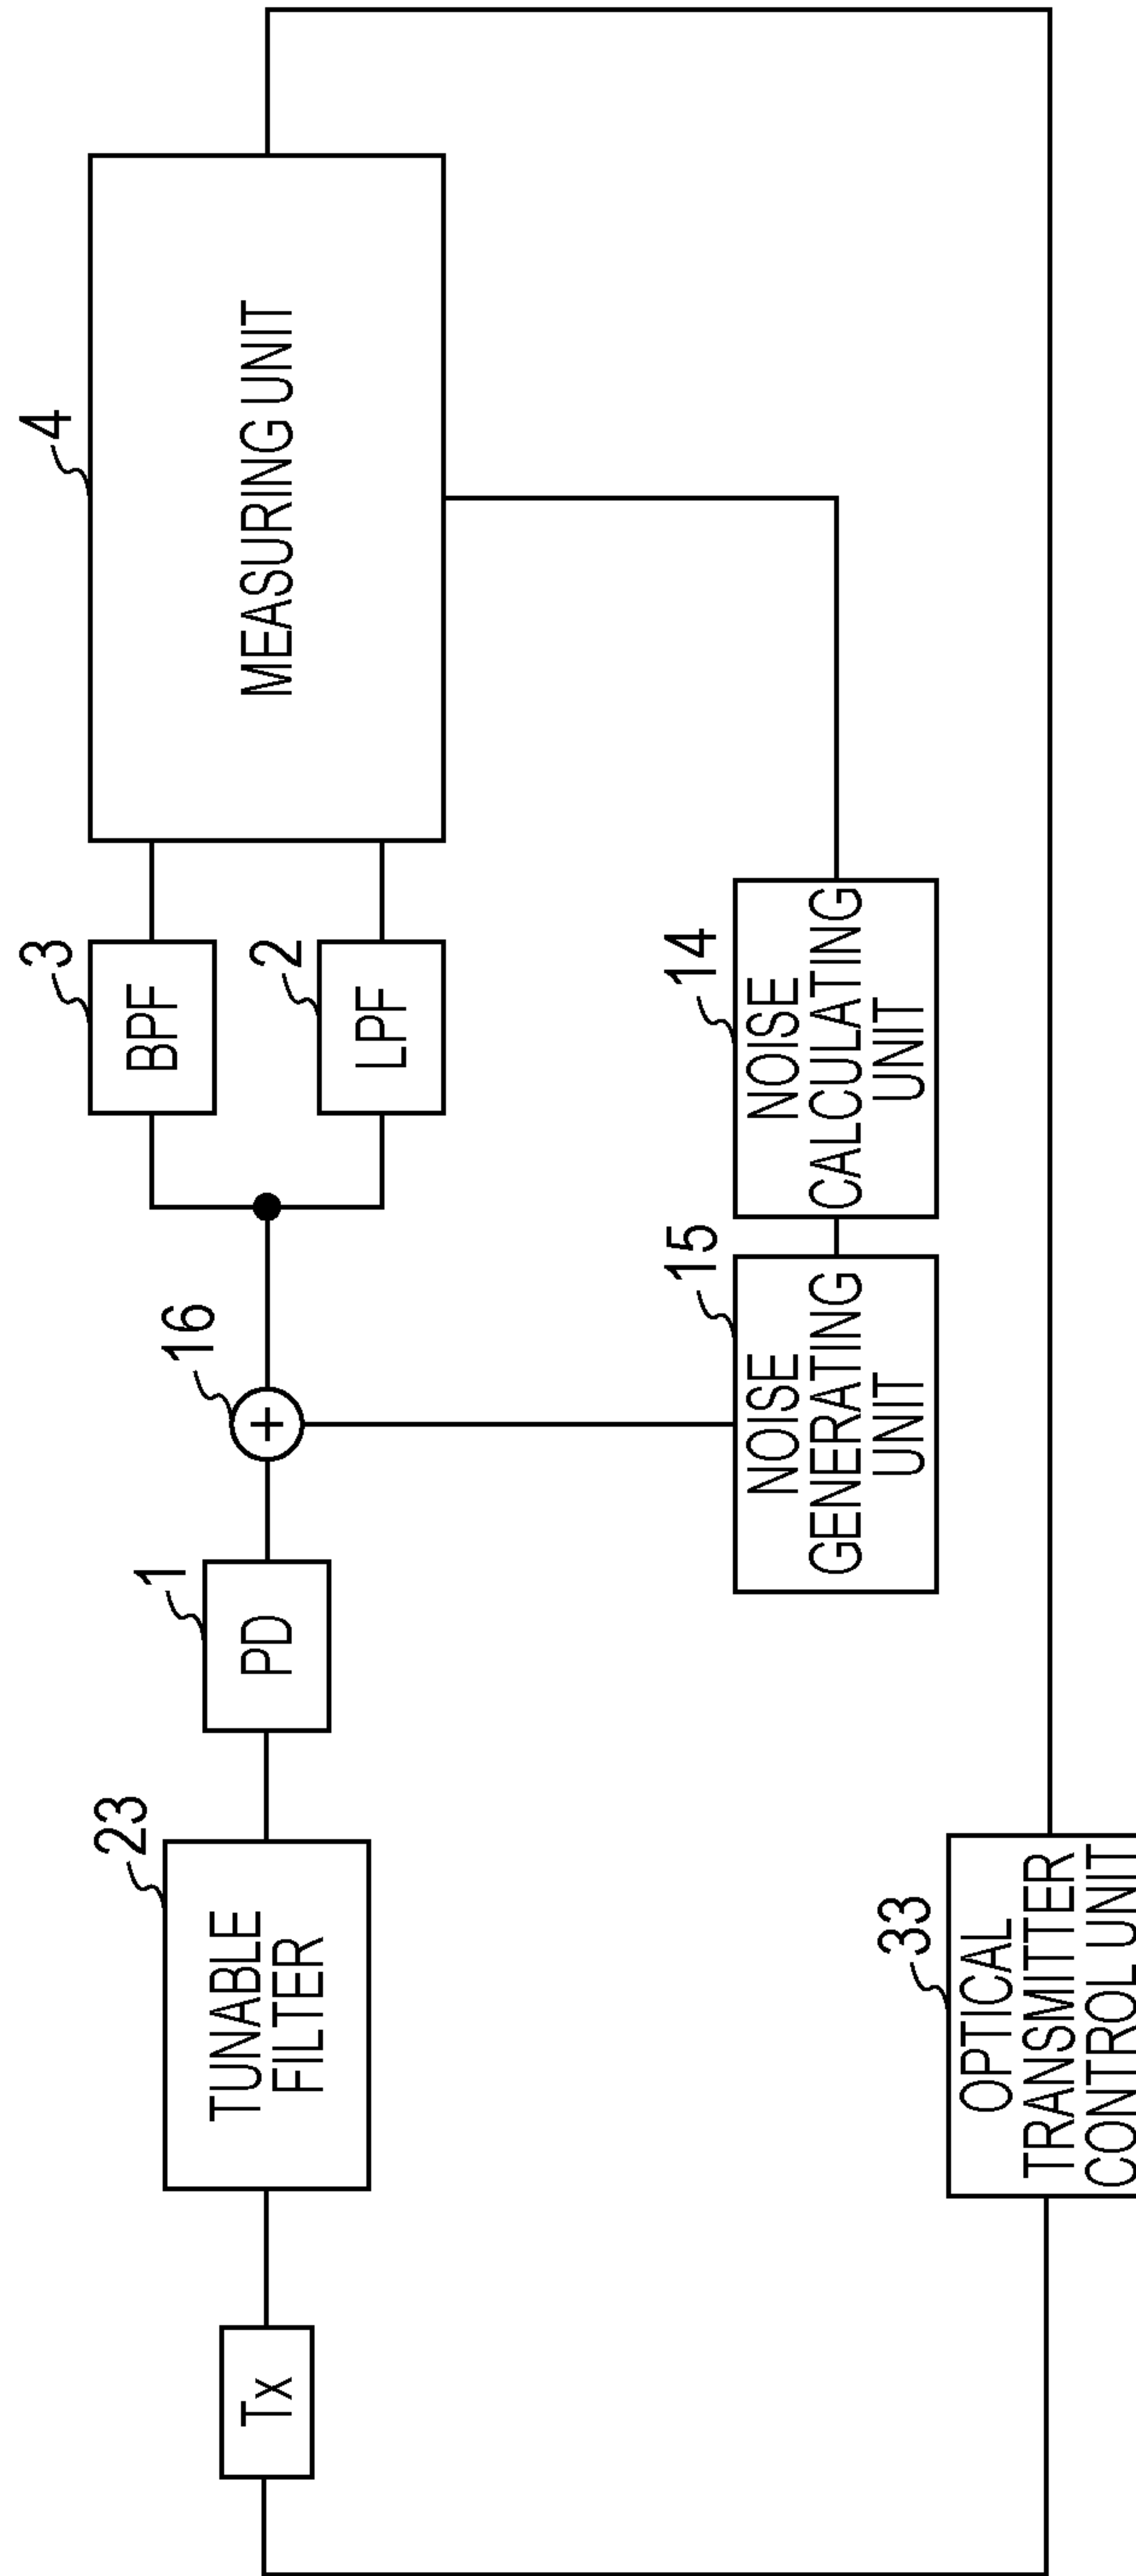 Tx
23
TUNABLE
FILTER
1
PD
16
3
BPF
2
LPF
4
MEASURING UNIT
15
NOISE
GENERATING
UNIT
14
NOISE
CALCULATING
UNIT
33
OPTICAL
TRANSMITTER
CONTROL UNIT